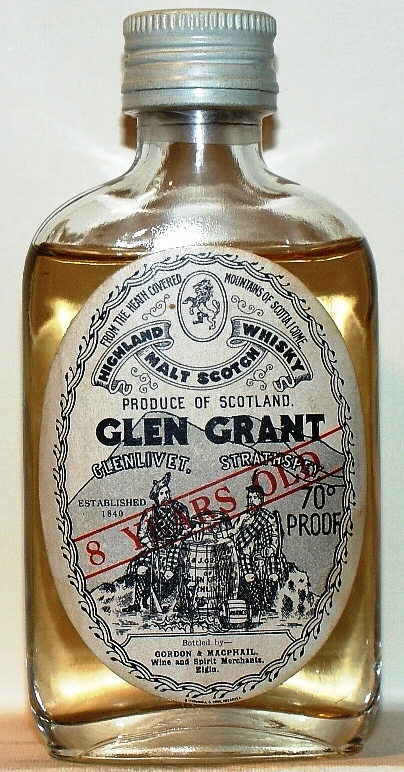 FROM THE HEATH COVERED MOUNTAINS OF SCOTIA I COME
HIGHLAND MALT SCOTCH WHISKY
PRODUCE OF SCOTLAND.
GLEN GRANT
GLENLIVET. STRATHSPEY
ESTABLISHED
1840
70°
PROOF
8 YEARS OLD
Bottled by—
GORDON & MACPHAIL,
Wine and Spirit Merchants,
Elgin.